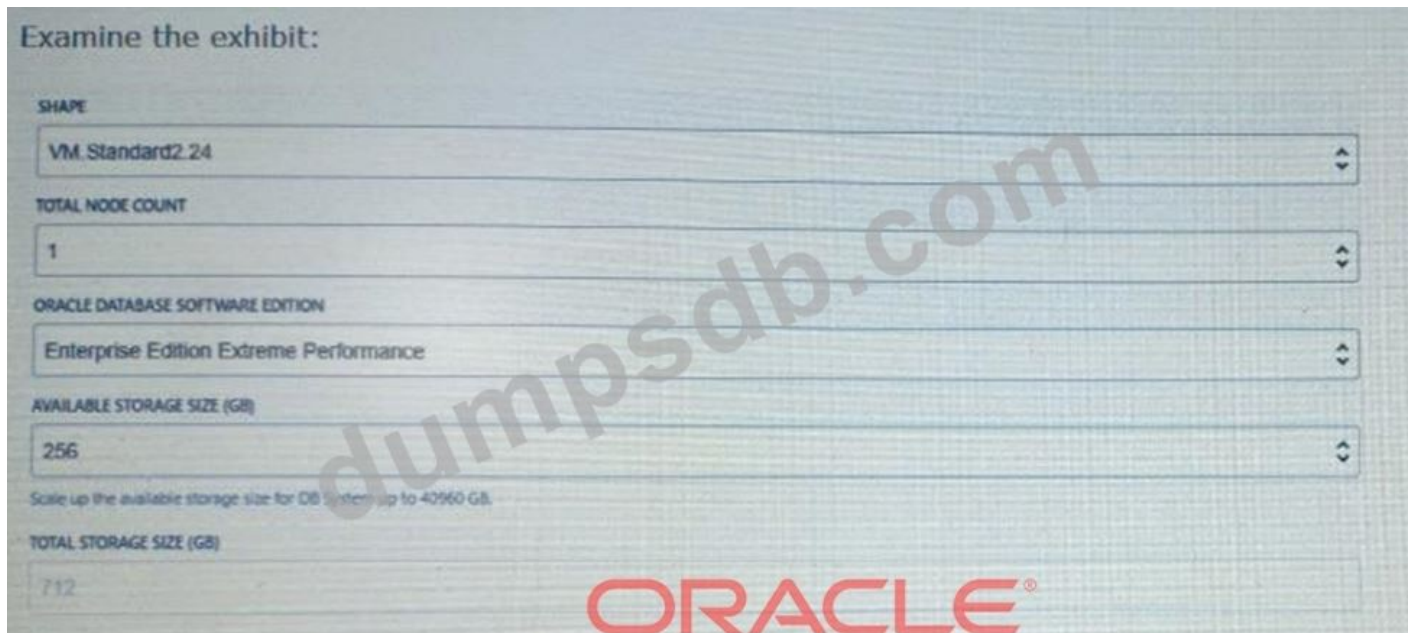 Examine the exhibit:
SHAPE
VM.Standard2.24
TOTAL NODE COUNT
1
ORACLE DATABASE SOFTWARE EDITION
Enterprise Edition Extreme Performance
AVAILABLE STORAGE SIZE (GB)
256
Scale up the available storage size for DB System up to 40960 GB.
TOTAL STORAGE SIZE (GB)
712
dumpsdb.com
ORACLE®